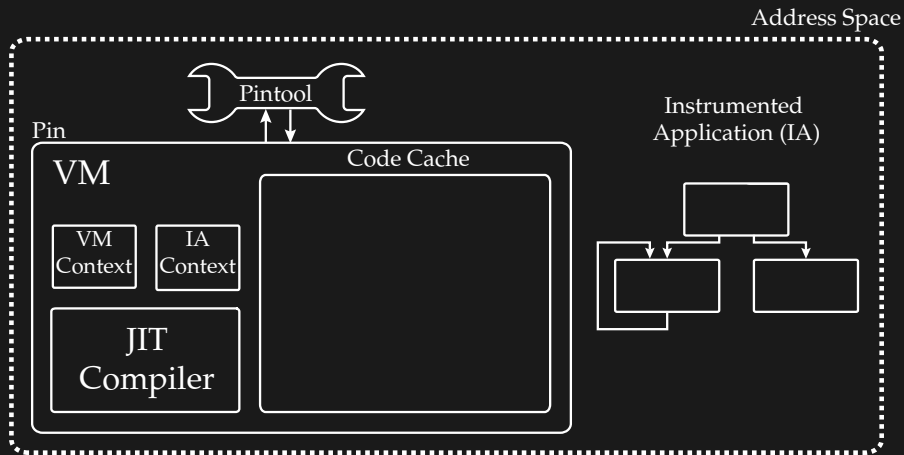 Address Space
Pintool
Instrumented
Application (IA)
Pin
Code Cache
VM
VM
Context
IA
Context
JIT
Compiler